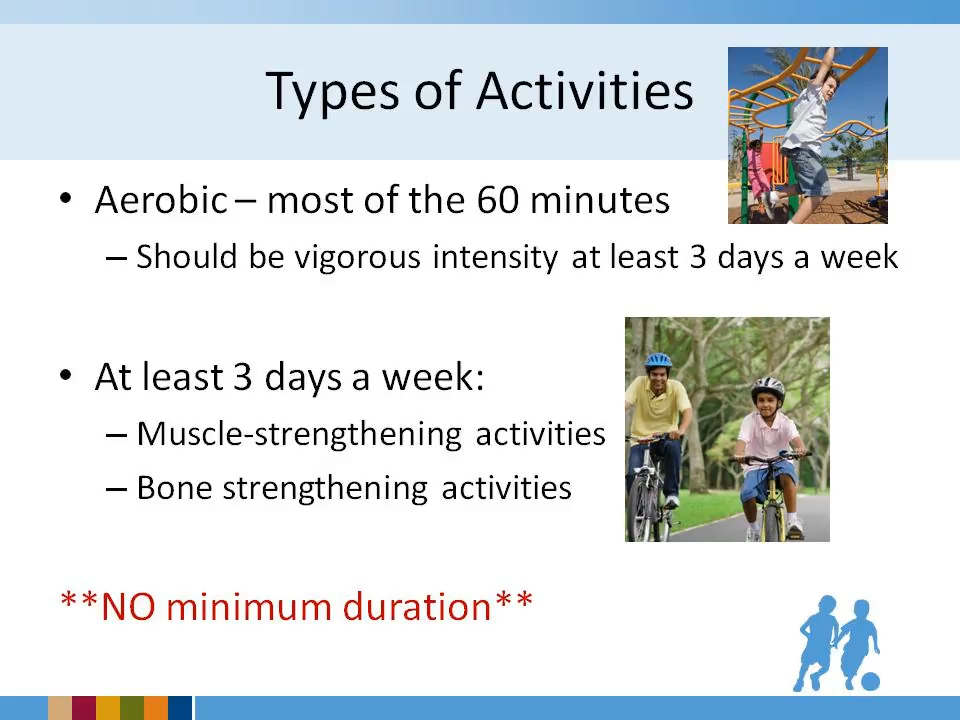 Types of Activities
• Aerobic – most of the 60 minutes
– Should be vigorous intensity at least 3 days a week
• At least 3 days a week:
– Muscle-strengthening activities
– Bone strengthening activities
**NO minimum duration**